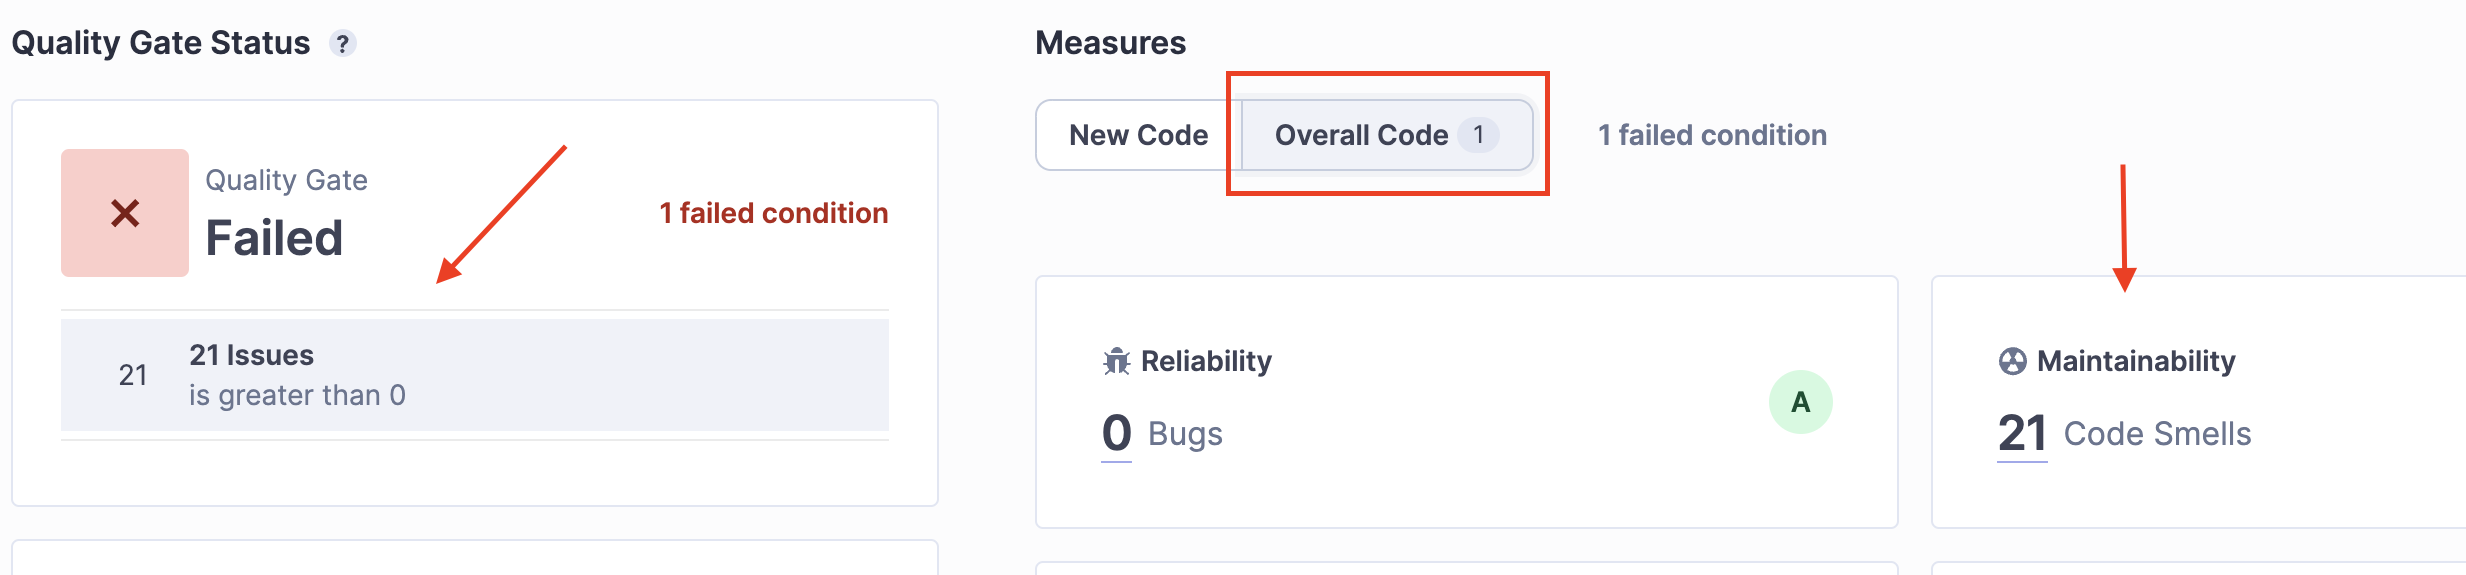 Quality Gate Status ?
Quality Gate
Failed
1 failed condition
21
21 Issues
is greater than 0
Measures
New Code
Overall Code 1
1 failed condition
Reliability
0 Bugs
A
Maintainability
21 Code Smells